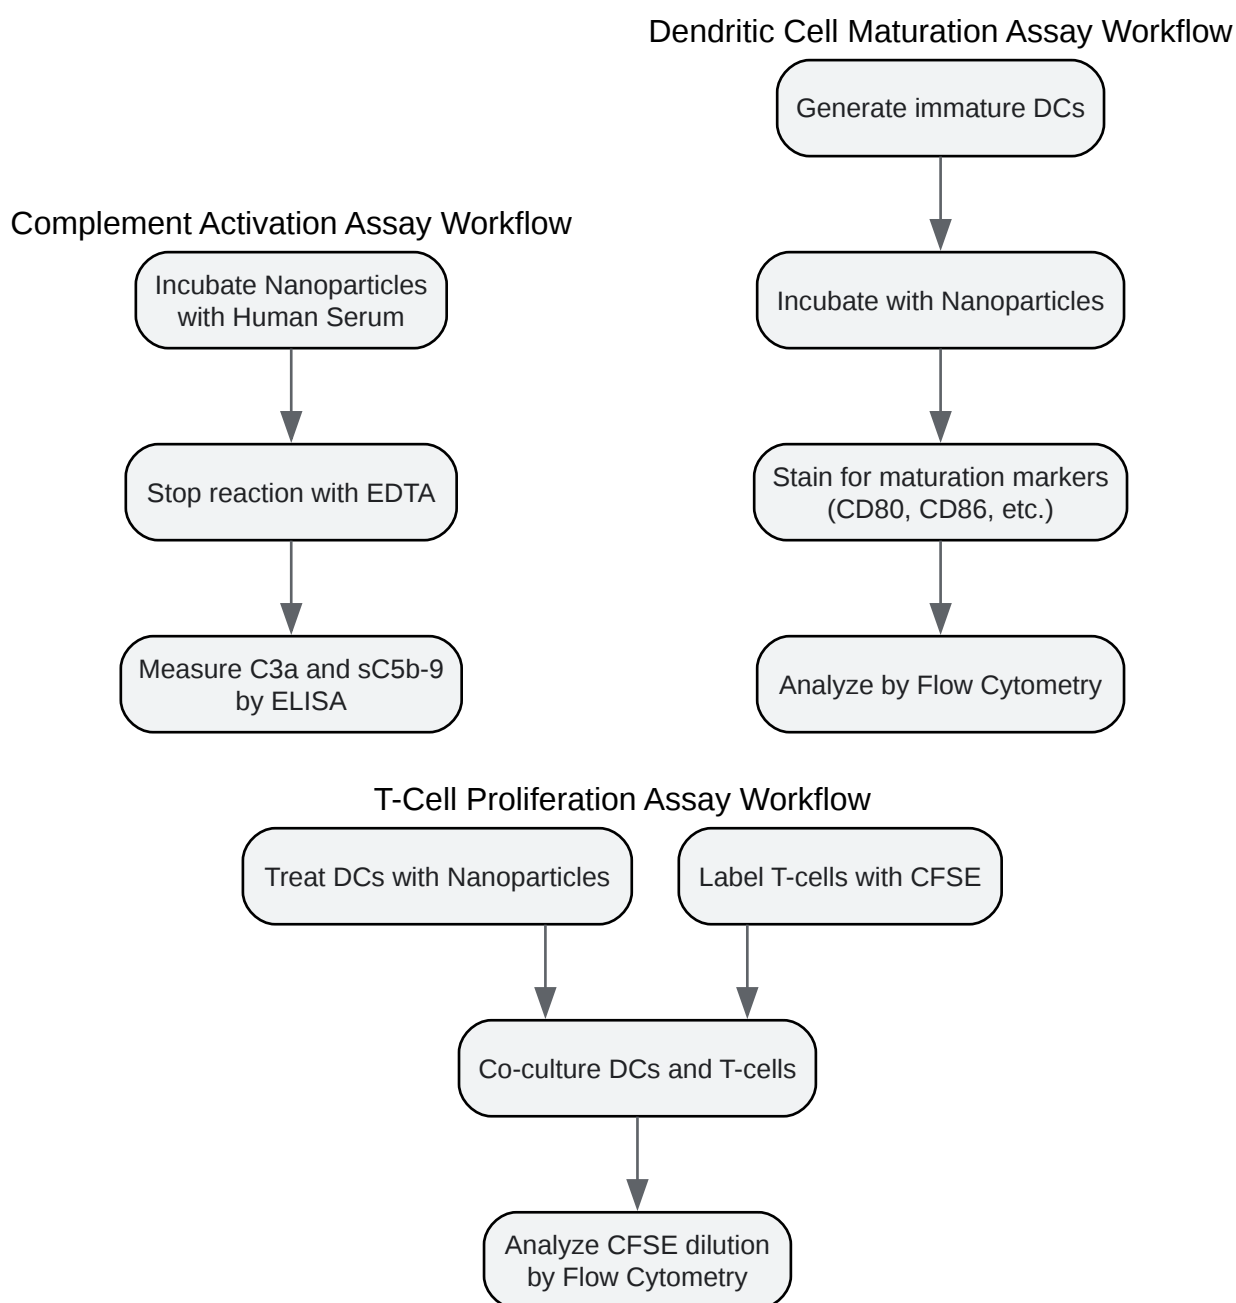 Dendritic Cell Maturation Assay Workflow
Generate immature DCs
Incubate with Nanoparticles
Stain for maturation markers
(CD80, CD86, etc.)
Analyze by Flow Cytometry
Complement Activation Assay Workflow
Incubate Nanoparticles
with Human Serum
Stop reaction with EDTA
Measure C3a and sC5b-9
by ELISA
T-Cell Proliferation Assay Workflow
Treat DCs with Nanoparticles
Label T-cells with CFSE
Co-culture DCs and T-cells
Analyze CFSE dilution
by Flow Cytometry